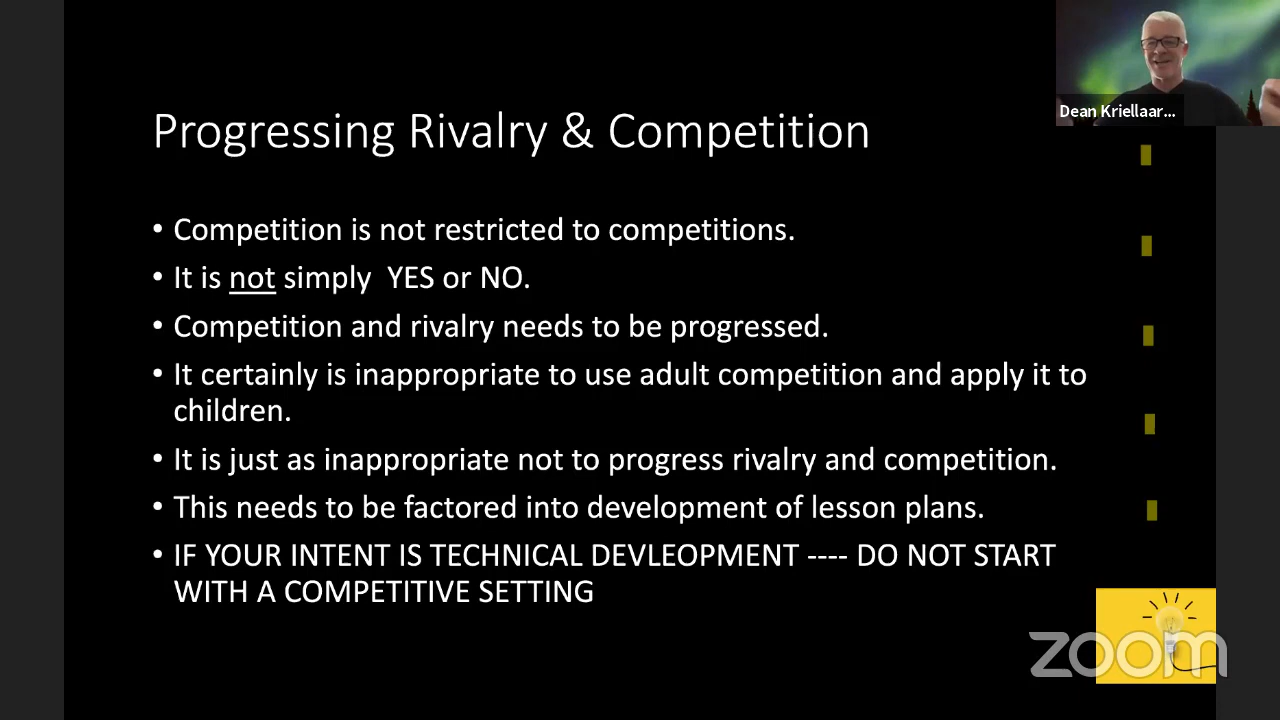 Dean Kriellaar...
Progressing Rivalry & Competition
• Competition is not restricted to competitions.
• It is not simply YES or NO.
• Competition and rivalry needs to be progressed.
• It certainly is inappropriate to use adult competition and apply it to
children.
• It is just as inappropriate not to progress rivalry and competition.
• This needs to be factored into development of lesson plans.
• IF YOUR INTENT IS TECHNICAL DEVLEOPMENT ---- DO NOT START
WITH A COMPETITIVE SETTING
zoom